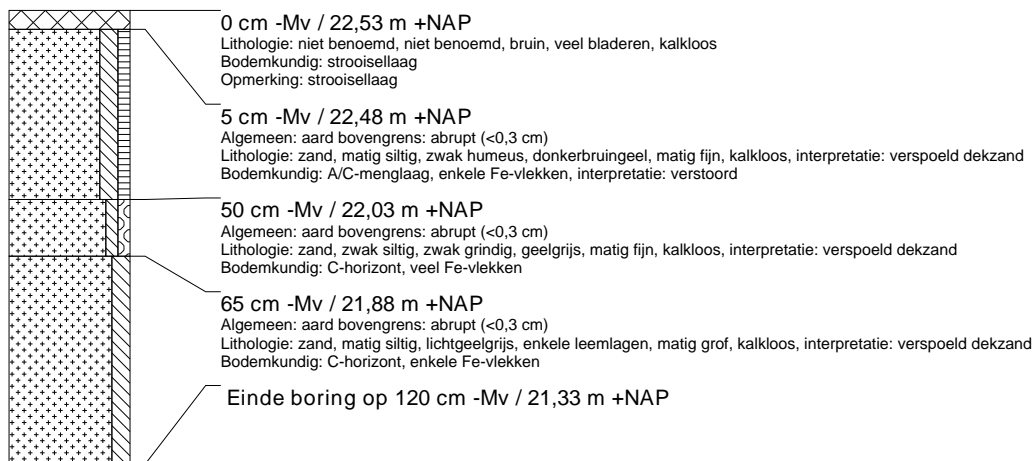 0 cm -Mv / 22,53 m +NAP
Lithologie: niet benoemd, niet benoemd, bruin, veel bladeren, kalkloos
Bodemkundig: strooisellaag
Opmerking: strooisellaag
5 cm -Mv / 22,48 m +NAP
Algemeen: aard bovengrens: abrupt (<0,3 cm)
Lithologie: zand, matig siltig, zwak humeus, donkerbruingeel, matig fijn, kalkloos, interpretatie: verspoeld dekzand
Bodemkundig: A/C-menglaag, enkele Fe-vlekken, interpretatie: verstoord
50 cm -Mv / 22,03 m +NAP
Algemeen: aard bovengrens: abrupt (<0,3 cm)
Lithologie: zand, zwak siltig, zwak grindig, geelgrijs, matig fijn, kalkloos, interpretatie: verspoeld dekzand
Bodemkundig: C-horizont, veel Fe-vlekken
65 cm -Mv / 21,88 m +NAP
Algemeen: aard bovengrens: abrupt (<0,3 cm)
Lithologie: zand, matig siltig, lichtgeelgrijs, enkele leemlagen, matig grof, kalkloos, interpretatie: verspoeld dekzand
Bodemkundig: C-horizont, enkele Fe-vlekken
Einde boring op 120 cm -Mv / 21,33 m +NAP